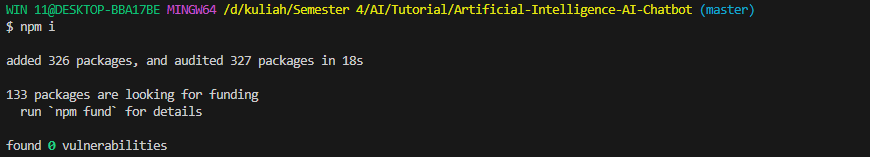 WIN 11@DESKTOP-BBA17BE MINGW64 /d/kuliah/Semester 4/AI/Tutorial/Artificial-Intelligence-AI-Chatbot (master)
$ npm i
added 326 packages, and audited 327 packages in 18s
133 packages are looking for funding
  run `npm fund` for details
found 0 vulnerabilities